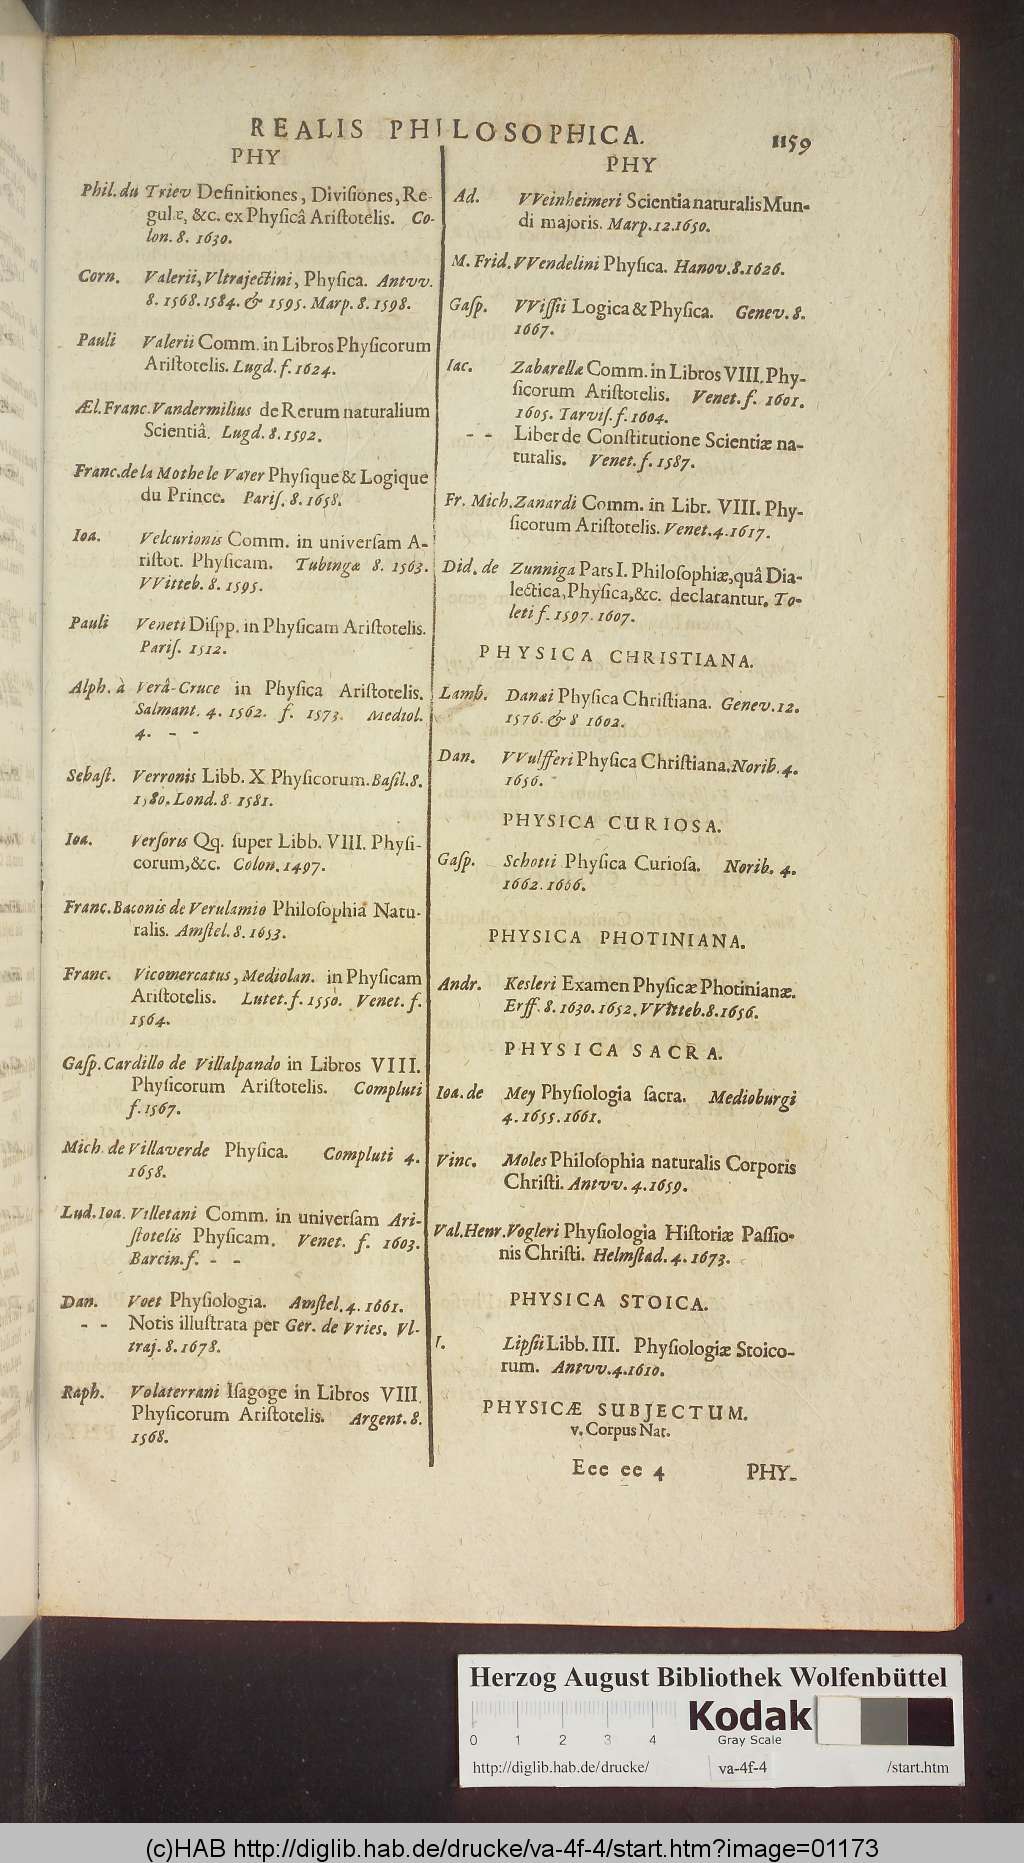 REALIS PHILOSOPHICA. 1159
PHY
Phil. du Trieu Definitiones, Divisiones, Re-
gulæ, &c. ex Physicâ Aristotelis. Co-
lon. 8. 1630.
Corn. Valerii, Vltrajectini, Physica. Antvv.
8. 1568. 1584. & 1595. Marp. 8. 1598.
Pauli Valerii Comm. in Libros Physicorum
Aristotelis. Lugd. f. 1624.
Æl. Franc. Vandermilius de Rerum naturalium
Scientiâ. Lugd. 8. 1592.
Franc. de la Mothe le Vayer Physique & Logique
du Prince. Paris. 8. 1658.
Ioa. Velcurionis Comm. in universam A-
ristot. Physicam. Tubingæ 8. 1563.
VVitteb. 8. 1595.
Pauli Veneti Dispp. in Physicam Aristotelis.
Paris. 1512.
Alph. à Verâ-Cruce in Physica Aristotelis.
Salmant. 4. 1562. f. 1573. Mediol.
4. - -
Sebast. Verronis Libb. X Physicorum. Basil. 8.
1580. Lond. 8. 1581.
Ioa. Versoris Qq. super Libb. VIII. Physi-
corum, &c. Colon. 1497.
Franc. Baconis de Verulamio Philosophia Natu-
ralis. Amstel. 8. 1653.
Franc. Vicomercatus, Mediolan. in Physicam
Aristotelis. Lutet. f. 1550. Venet. f.
1564.
Gasp. Cardillo de Villalpando in Libros VIII.
Physicorum Aristotelis. Compluti
f. 1567.
Mich. de Villaverde Physica. Compluti 4.
1658.
Lud. Ioa. Villetani Comm. in universam Ari-
stotelis Physicam. Venet. f. 1603.
Barcin. f. - -
Dan. Voet Physiologia. Amstel. 4. 1661.
- - Notis illustrata per Ger. de Vries. Vl-
traj. 8. 1678.
Raph. Volaterrani Isagoge in Libros VIII.
Physicorum Aristotelis. Argent. 8.
1568.
PHY
Ad. VVeinheimeri Scientia naturalis Mun-
di majoris. Marp. 12. 1650.
M. Frid. VVendelini Physica. Hanov. 8. 1626.
Gasp. VVissii Logica & Physica. Genev. 8.
1667.
Iac. Zabarellæ Comm. in Libros VIII. Phy-
sicorum Aristotelis. Venet. f. 1601.
1605. Tarvis. f. 1604.
- - Liber de Constitutione Scientiæ na-
turalis. Venet. f. 1587.
Fr. Mich. Zanardi Comm. in Libr. VIII. Phy-
sicorum Aristotelis. Venet. 4. 1617.
Did. de Zunniga Pars I. Philosophiæ, quâ Dia-
lectica, Physica, &c. declarantur. To-
leti f. 1597. 1607.
PHYSICA CHRISTIANA.
Lamb. Danæi Physica Christiana. Genev. 12.
1576. & 8 1602.
Dan. VVulfferi Physica Christiana. Norib. 4.
1656.
PHYSICA CURIOSA.
Gasp. Schotti Physica Curiosa. Norib. 4.
1662. 1666.
PHYSICA PHOTINIANA.
Andr. Kesleri Examen Physicæ Photinianæ.
Erff. 8. 1630. 1652. VVitteb. 8. 1656.
PHYSICA SACRA.
Ioa. de Mey Physiologia sacra. Medioburgi
4. 1655. 1661.
Vinc. Moles Philosophia naturalis Corporis
Christi. Antvv. 4. 1659.
Val. Henr. Vogleri Physiologia Historiæ Passio-
nis Christi. Helmstad. 4. 1673.
PHYSICA STOICA.
I. Lipsii Libb. III. Physiologiæ Stoico-
rum. Antvv. 4. 1610.
PHYSICÆ SUBJECTUM.
v. Corpus Nat.
Eee ee 4 PHY-
Herzog August Bibliothek Wolfenbüttel
0 1 2 3 4
Kodak
Gray Scale
http://diglib.hab.de/drucke/ va-4f-4 /start.htm
(c)HAB http://diglib.hab.de/drucke/va-4f-4/start.htm?image=01173